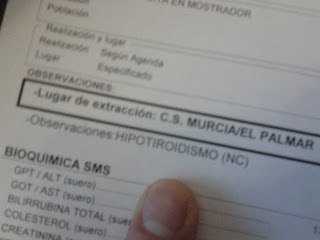 EN MOSTRADOR
Población
Realización y lugar
Realización Según Agenda
Lugar Especificado
OBSERVACIONES:
-Lugar de extracción: C.S. MURCIA/EL PALMAR
-Observaciones:HIPOTIROIDISMO (NC)
BIOQUIMICA SMS
GPT / ALT (suero)
GOT / AST (suero)
BILIRRUBINA TOTAL (suero)
COLESTEROL (suero)
CREATININA